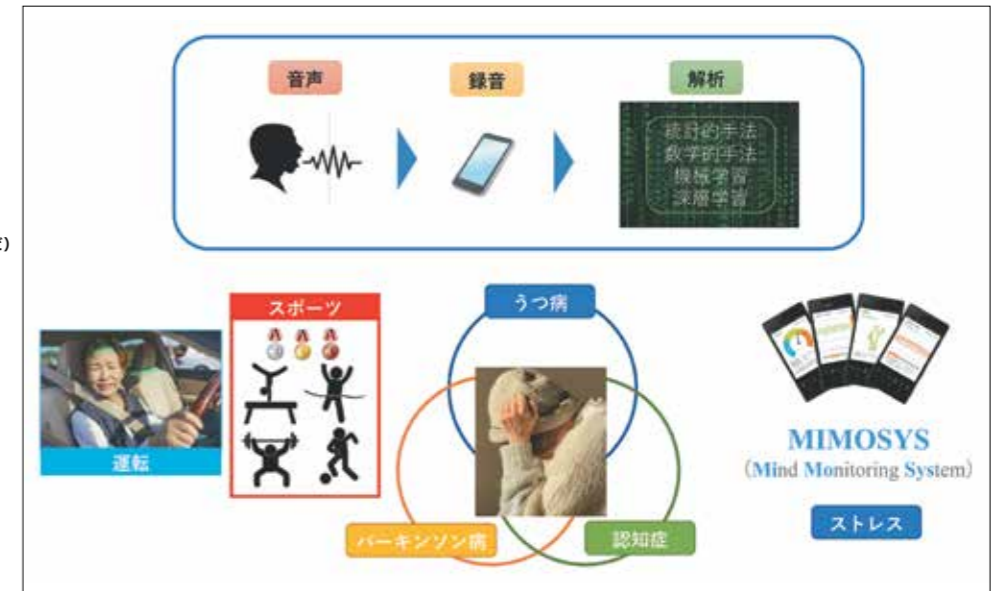 音声
録音
解析
統計的手法
数学的手法
機械学習
深層学習
うつ病
スポーツ
運転
パーキンソン病
認知症
MIMOSYS
(Mind Monitoring System)
ストレス